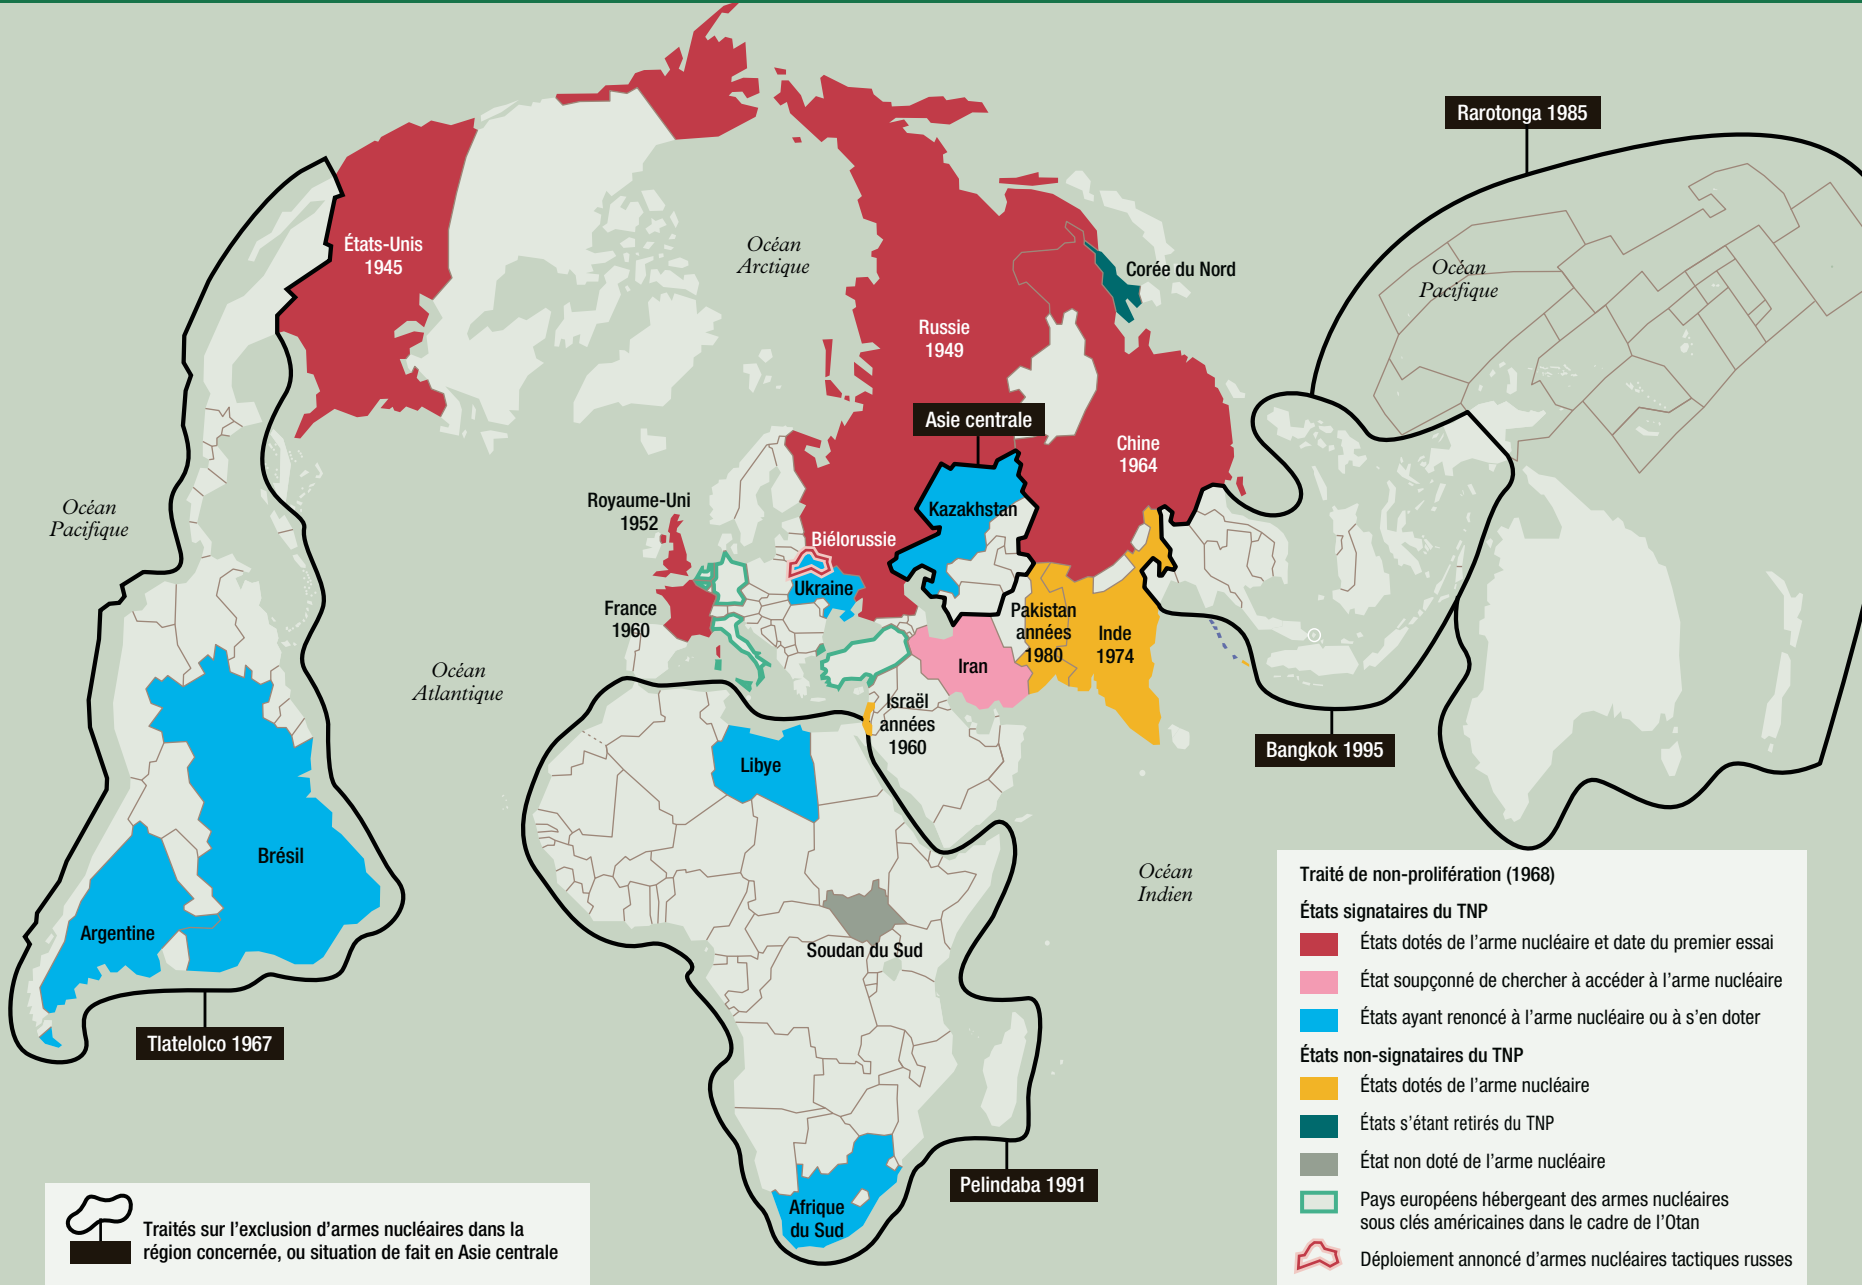 Rarotonga 1985
États-Unis
1945
Océan
Arctique
Corée du Nord
Océan
Pacifique
Russie
1949
Asie centrale
Chine
1964
Royaume-Uni
1952
Kazakhstan
Océan
Pacifique
Biélorussie
Ukraine
France
1960
Pakistan
années
1980
Inde
1974
Iran
Océan
Atlantique
Israël
années
1960
Bangkok 1995
Libye
Brésil
Océan
Indien
Argentine
Soudan du Sud
Tlatelolco 1967
Pelindaba 1991
Afrique
du Sud
Traités sur l'exclusion d'armes nucléaires dans la
région concernée, ou situation de fait en Asie centrale
Traité de non-prolifération (1968)
États signataires du TNP
États dotés de l'arme nucléaire et date du premier essai
État soupçonné de chercher à accéder à l'arme nucléaire
États ayant renoncé à l'arme nucléaire ou à s'en doter
États non-signataires du TNP
États dotés de l'arme nucléaire
États s'étant retirés du TNP
État non doté de l'arme nucléaire
Pays européens hébergeant des armes nucléaires
sous clés américaines dans le cadre de l'Otan
Déploiement annoncé d'armes nucléaires tactiques russes